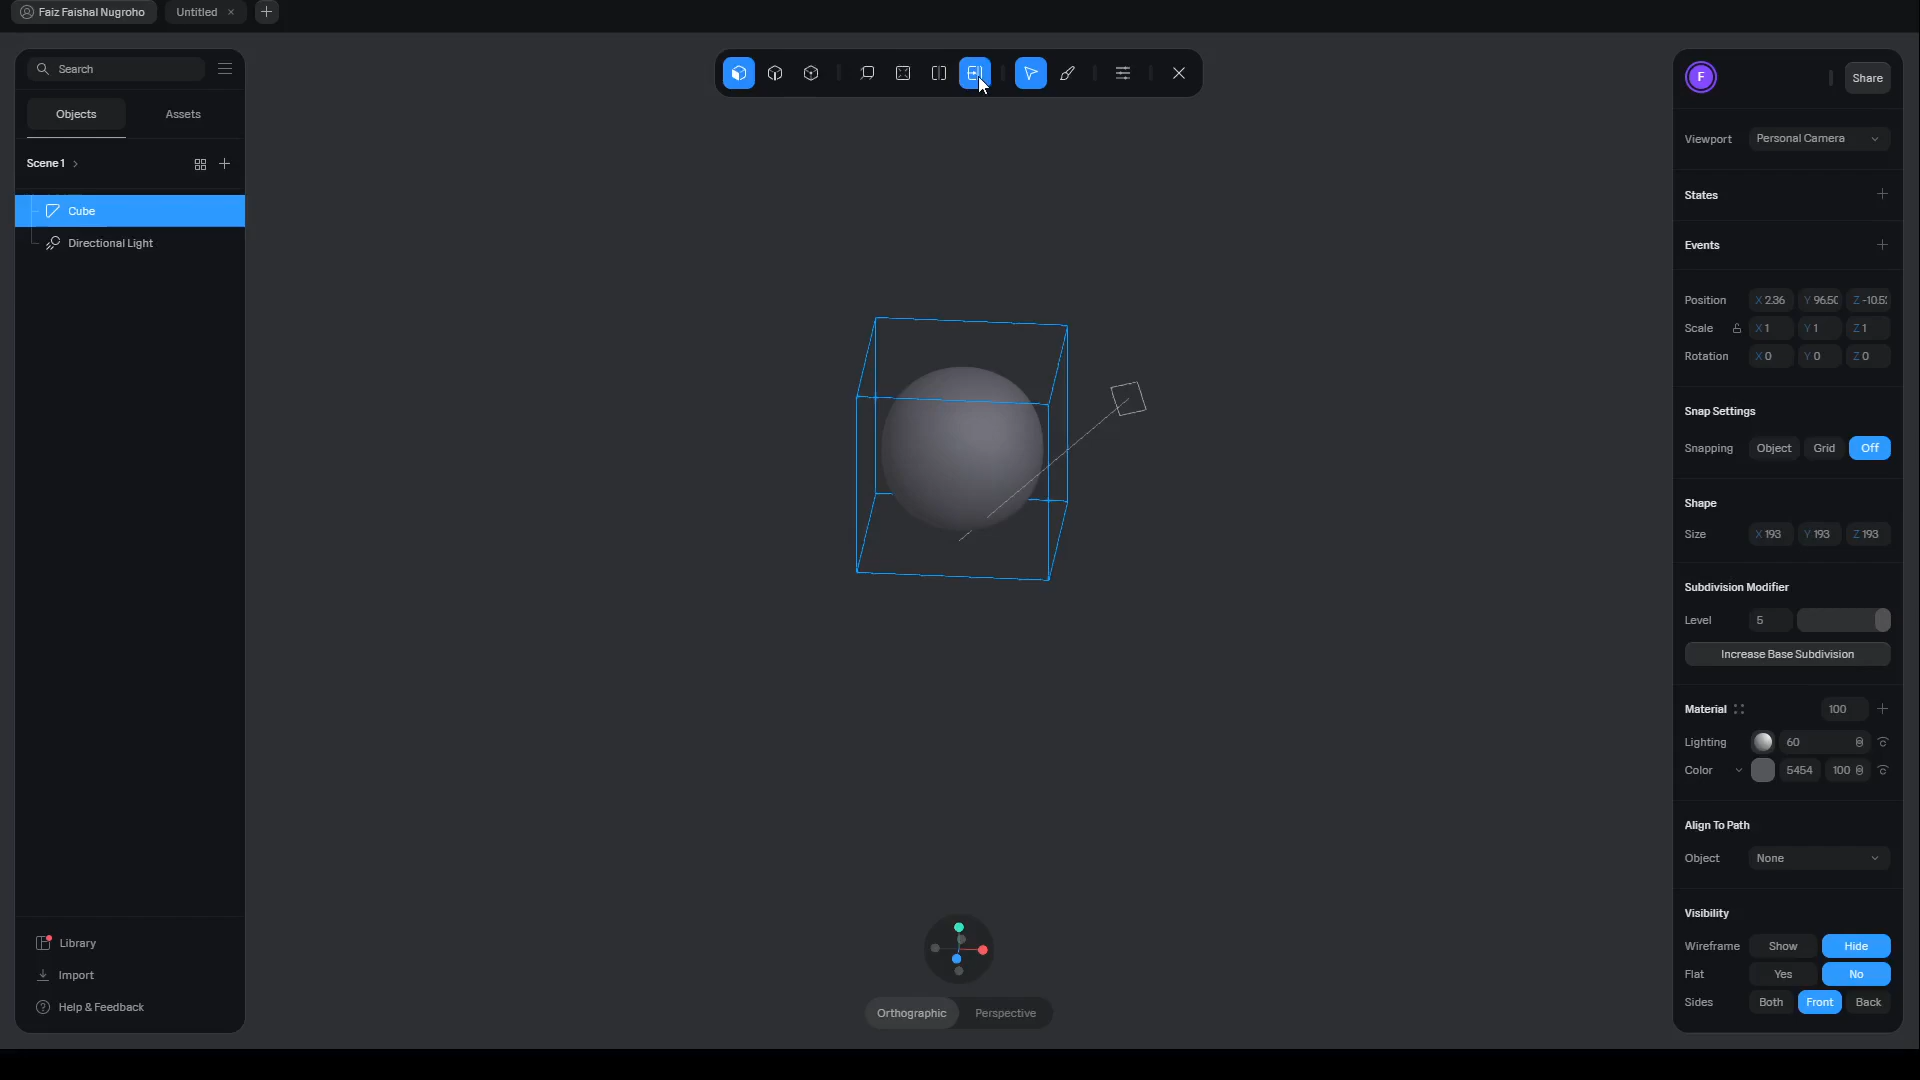 Faiz Faishal Nugroho
Untitled
Search
Objects
Assets
Scene 1
Cube
Directional Light
Library
Import
Help & Feedback
Orthographic
Perspective
F
Share
Viewport
Personal Camera
States
Events
Position
X 2.36
Y 96.50
Z -10.52
Scale
X 1
Y 1
Z 1
Rotation
X 0
Y 0
Z 0
Snap Settings
Snapping
Object
Grid
Off
Shape
Size
X 193
Y 193
Z 193
Subdivision Modifier
Level
5
Increase Base Subdivision
Material
100
Lighting
60
Color
5454
100
Align To Path
Object
None
Visibility
Wireframe
Show
Hide
Flat
Yes
No
Sides
Both
Front
Back